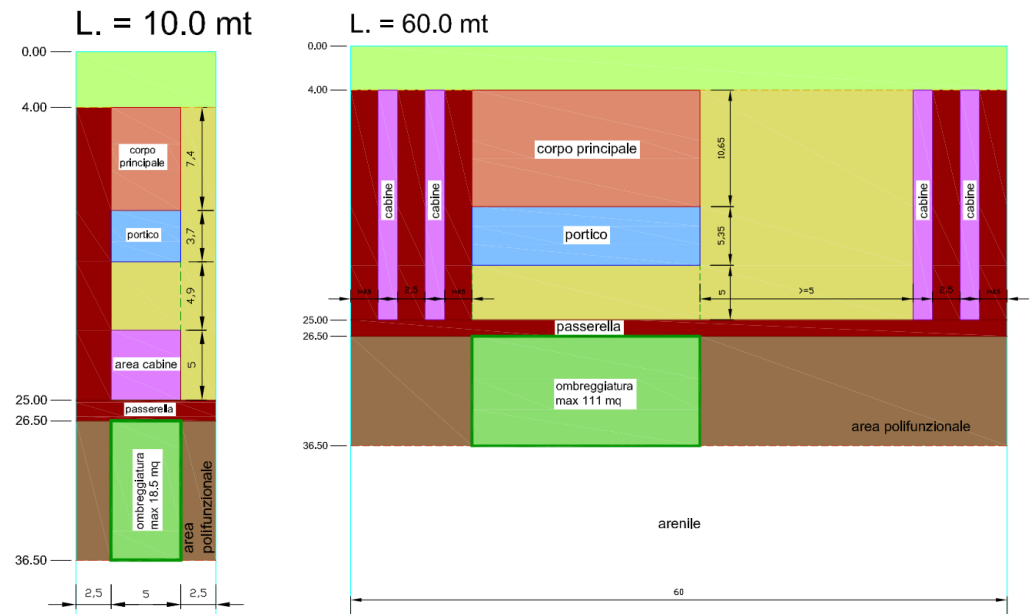 L. = 10.0 mt
0.00
4.00
corpo
principale
7,4
portico
3,7
4,9
area cabine
5
25.00
passerella
26.50
ombreggiatura
max 18.5 mq
area
polifunzionale
36.50
2,5
5
2,5
L. = 60.0 mt
0.00
4.00
corpo principale
10,65
cabine
cabine
cabine
cabine
portico
5,35
2,5
>=5
5
2,5
25.00
passerella
26.50
ombreggiatura
max 111 mq
area polifunzionale
36.50
arenile
60